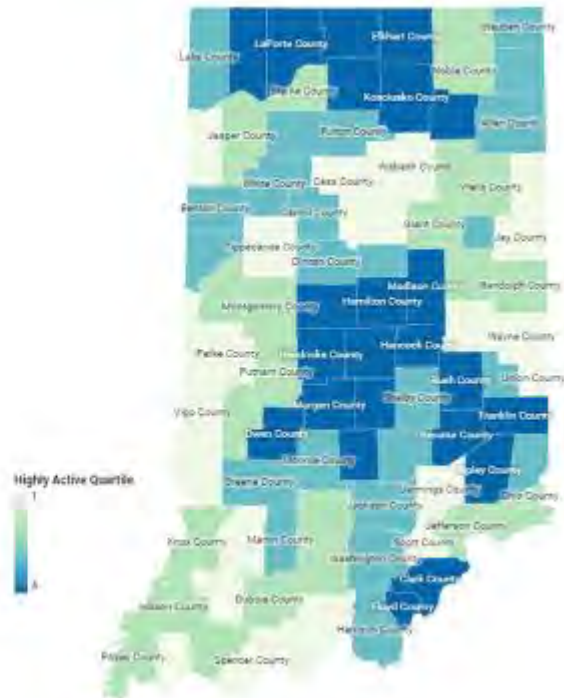 Steuben County
LaPorte County
Elkhart County
Lake County
Noble County
Starke County
Kosciusko County
Allen County
Jasper County
Fulton County
Wabash County
White County
Cass County
Wells County
Benton County
Carroll County
Grant County
Jay County
Tippecanoe County
Clinton County
Madison County
Randolph County
Montgomery County
Hamilton County
Wayne County
Hancock County
Parke County
Hendricks County
Putnam County
Rush County
Union County
Shelby County
Vigo County
Morgan County
Franklin County
Owen County
Decatur County
Monroe County
Ripley County
Highly Active Quartile
1
Greene County
Jennings County
Ohio County
Jackson County
Jefferson County
Knox County
Martin County
Scott County
Washington County
Clark County
Gibson County
Dubois County
Floyd County
Harrison County
Posey County
Spencer County